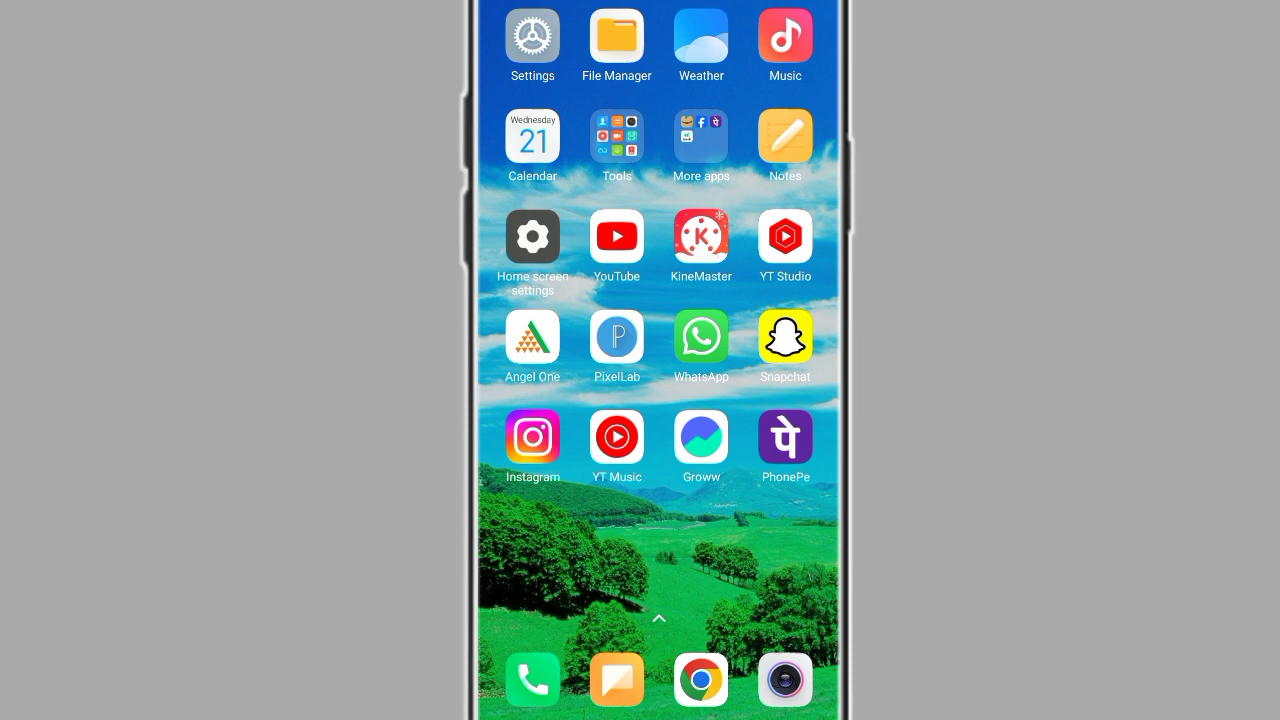 Settings
File Manager
Weather
Music
Wednesday
21
Calendar
Tools
More apps
Notes
Home screen
settings
YouTube
K
KineMaster
YT Studio
Angel One
P
PixelLab
WhatsApp
Snapchat
Instagram
YT Music
Groww
पे
PhonePe